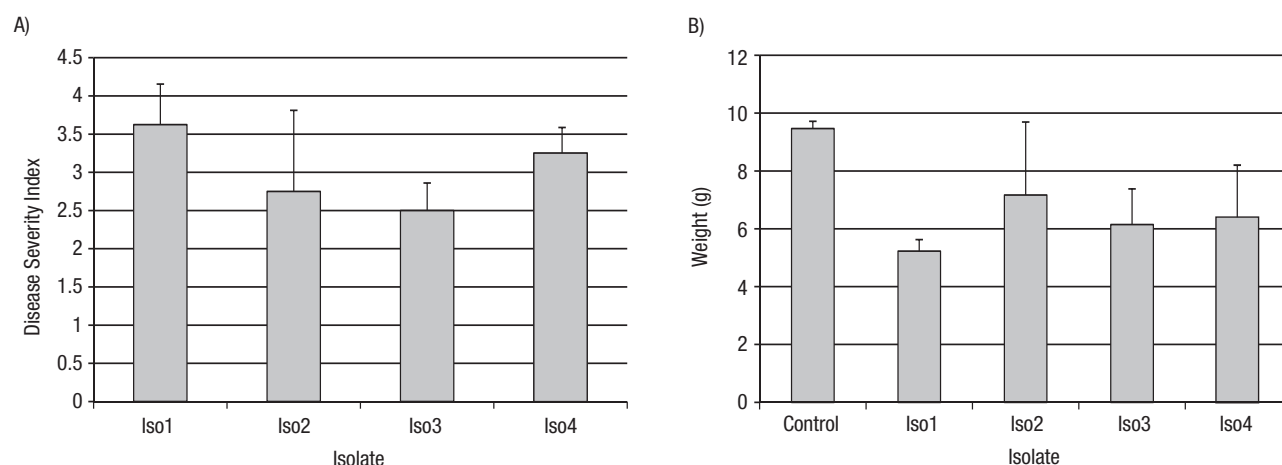 A)
4.5
4
3.5
3
2.5
2
1.5
1
0.5
0
Disease Severity Index
Iso1 Iso2 Iso3 Iso4
Isolate
B)
12
10
8
6
4
2
0
Weight (g)
Control Iso1 Iso2 Iso3 Iso4
Isolate